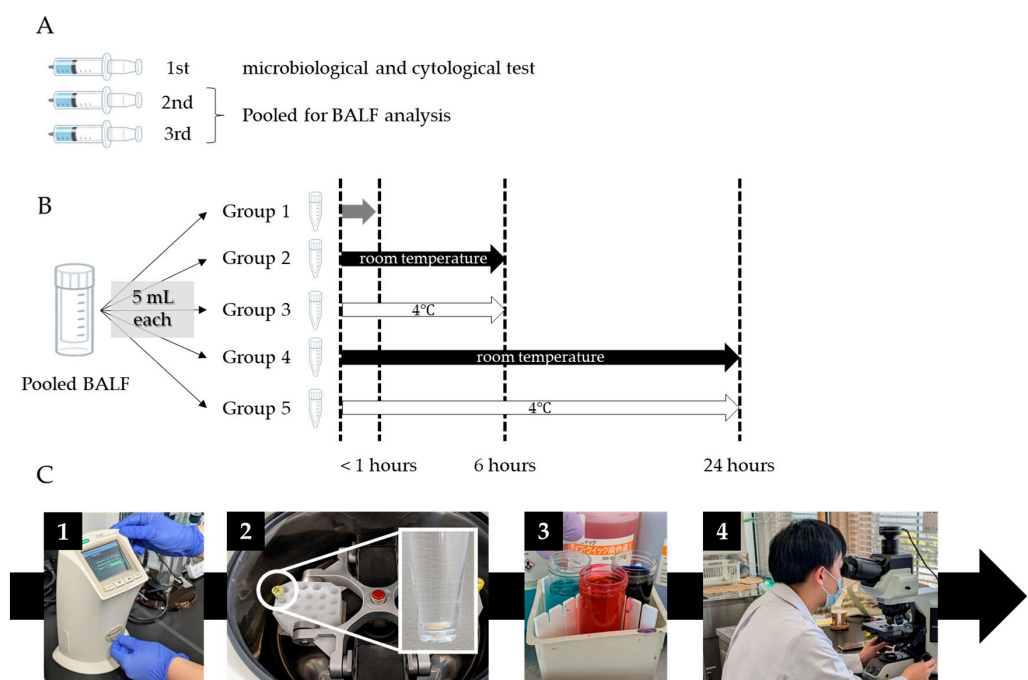 A
1st microbiological and cytological test
2nd
Pooled for BALF analysis
3rd
B
Group 1
Group 2 room temperature
5 mL
each
Group 3 4°C
Group 4 room temperature
Pooled BALF
Group 5 4°C
< 1 hours 6 hours 24 hours
C
1 2 3 4